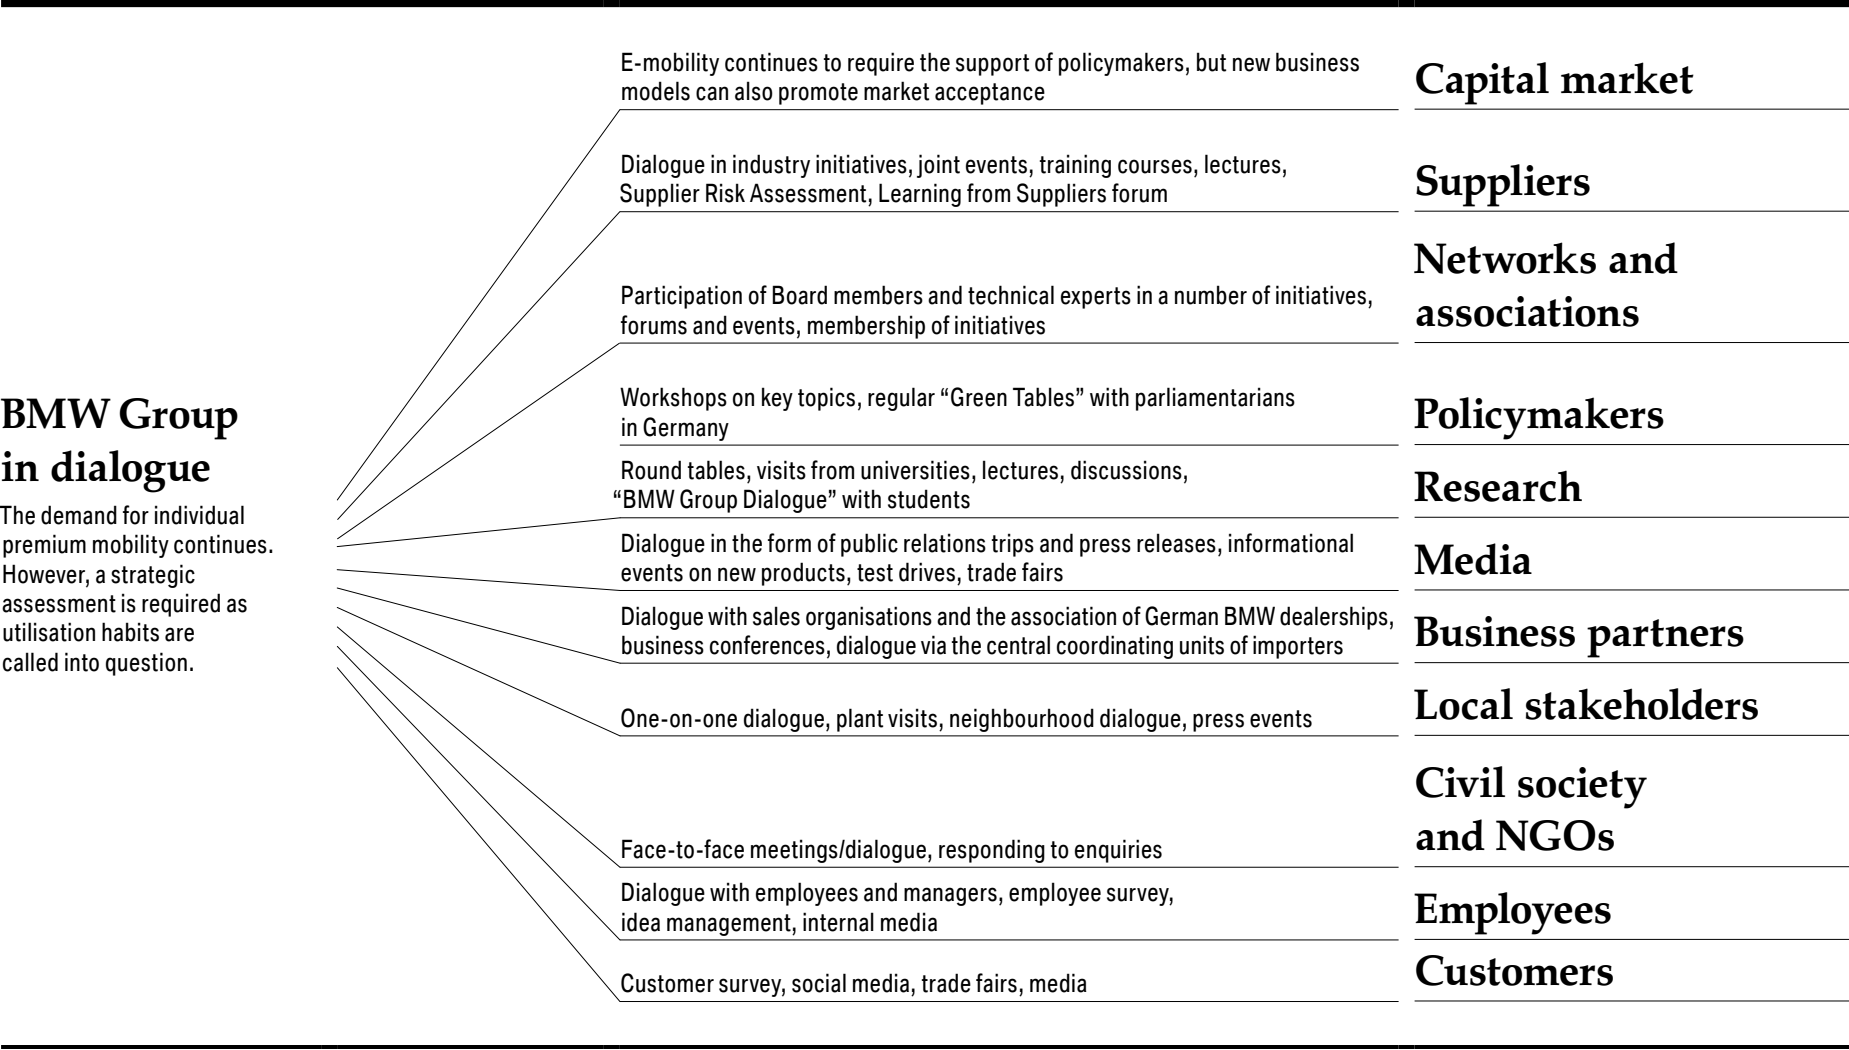 BMW Group
in dialogue
The demand for individual
premium mobility continues.
However, a strategic
assessment is required as
utilisation habits are
called into question.
E-mobility continues to require the support of policymakers, but new business
models can also promote market acceptance
Capital market
Dialogue in industry initiatives, joint events, training courses, lectures,
Supplier Risk Assessment, Learning from Suppliers forum
Suppliers
Participation of Board members and technical experts in a number of initiatives,
forums and events, membership of initiatives
Networks and
associations
Workshops on key topics, regular “Green Tables” with parliamentarians
in Germany
Policymakers
Round tables, visits from universities, lectures, discussions,
“BMW Group Dialogue” with students
Research
Dialogue in the form of public relations trips and press releases, informational
events on new products, test drives, trade fairs
Media
Dialogue with sales organisations and the association of German BMW dealerships,
business conferences, dialogue via the central coordinating units of importers
Business partners
One-on-one dialogue, plant visits, neighbourhood dialogue, press events
Local stakeholders
Face-to-face meetings/dialogue, responding to enquiries
Civil society
and NGOs
Dialogue with employees and managers, employee survey,
idea management, internal media
Employees
Customer survey, social media, trade fairs, media
Customers